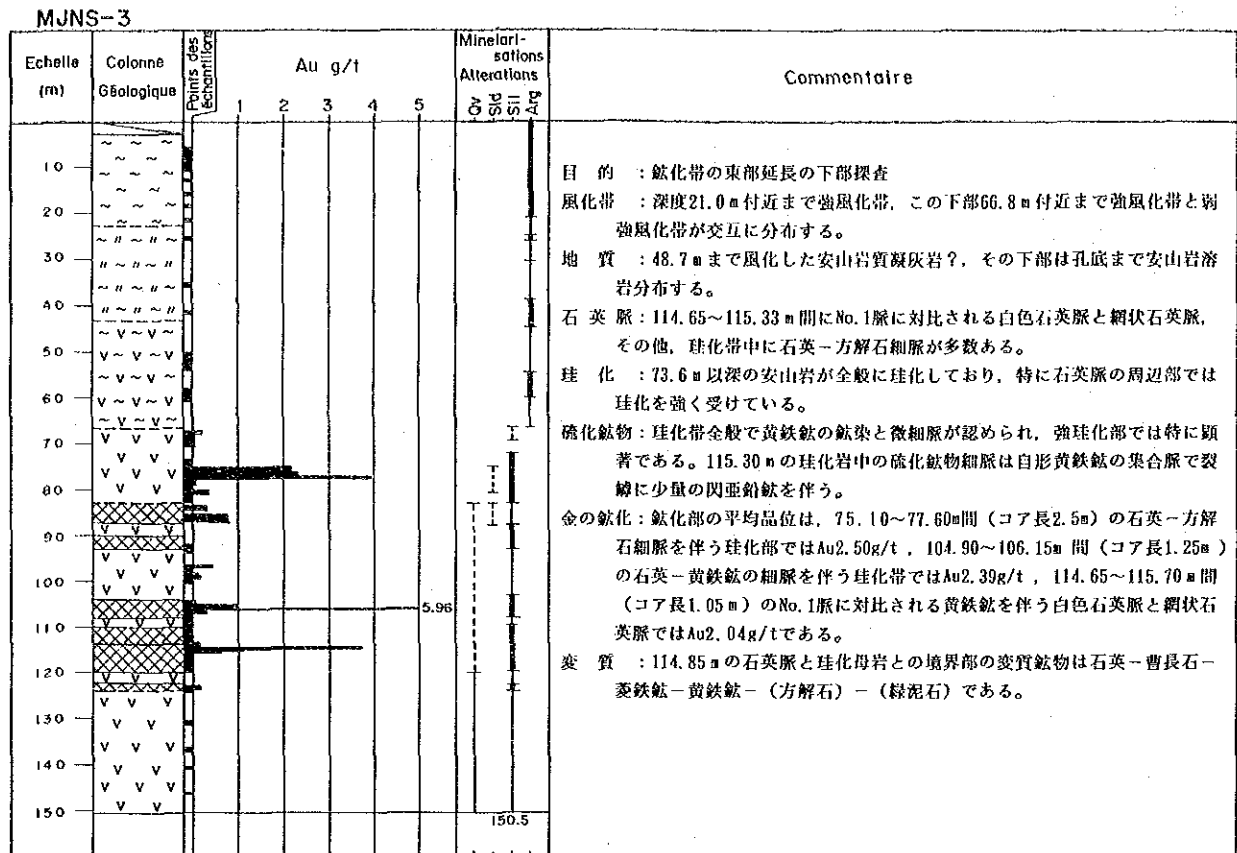 MJNS-3
Echelle
(m)
Colonne
Géologique
Points des
échantillons
Au g/t
1 2 3 4 5
Minelari-
sations
Alterations
Qv
Sld
Sil
Arg
Commentaire
10
20
30
40
50
60
70
80
90
100
110
120
130
140
150
5.96
150.5
目 的 :鉱化帯の東部延長の下部探査
風化帯 :深度21.0m付近まで強風化帯,この下部66.8m付近まで強風化帯と弱
強風化帯が交互に分布する。
地 質 :48.7mまで風化した安山岩質凝灰岩?,その下部は孔底まで安山岩溶
岩分布する。
石 英 脈:114.65~115.33m間にNo.1脈に対比される白色石英脈と網状石英脈,
その他,珪化帯中に石英-方解石細脈が多数ある。
珪 化 :73.6m以深の安山岩が全般に珪化しており,特に石英脈の周辺部では
珪化を強く受けている。
硫化鉱物:珪化帯全般で黄鉄鉱の鉱染と微細脈が認められ,強珪化部では特に顕
著である。115.30mの珪化岩中の硫化鉱物細脈は自形黄鉄鉱の集合脈で裂
罅に少量の閃亜鉛鉱を伴う。
金の鉱化:鉱化部の平均品位は,75.10~77.60m間(コア長2.5m)の石英-方解
石細脈を伴う珪化部ではAu2.50g/t,104.90~106.15m間(コア長1.25m)
の石英-黄鉄鉱の細脈を伴う珪化帯ではAu2.39g/t,114.65~115.70m間
(コア長1.05m)のNo.1脈に対比される黄鉄鉱を伴う白色石英脈と網状石
英脈ではAu2.04g/tである。
変 質 :114.85mの石英脈と珪化母岩との境界部の変質鉱物は石英-曹長石-
菱鉄鉱-黄鉄鉱-(方解石)-(緑泥石)である。